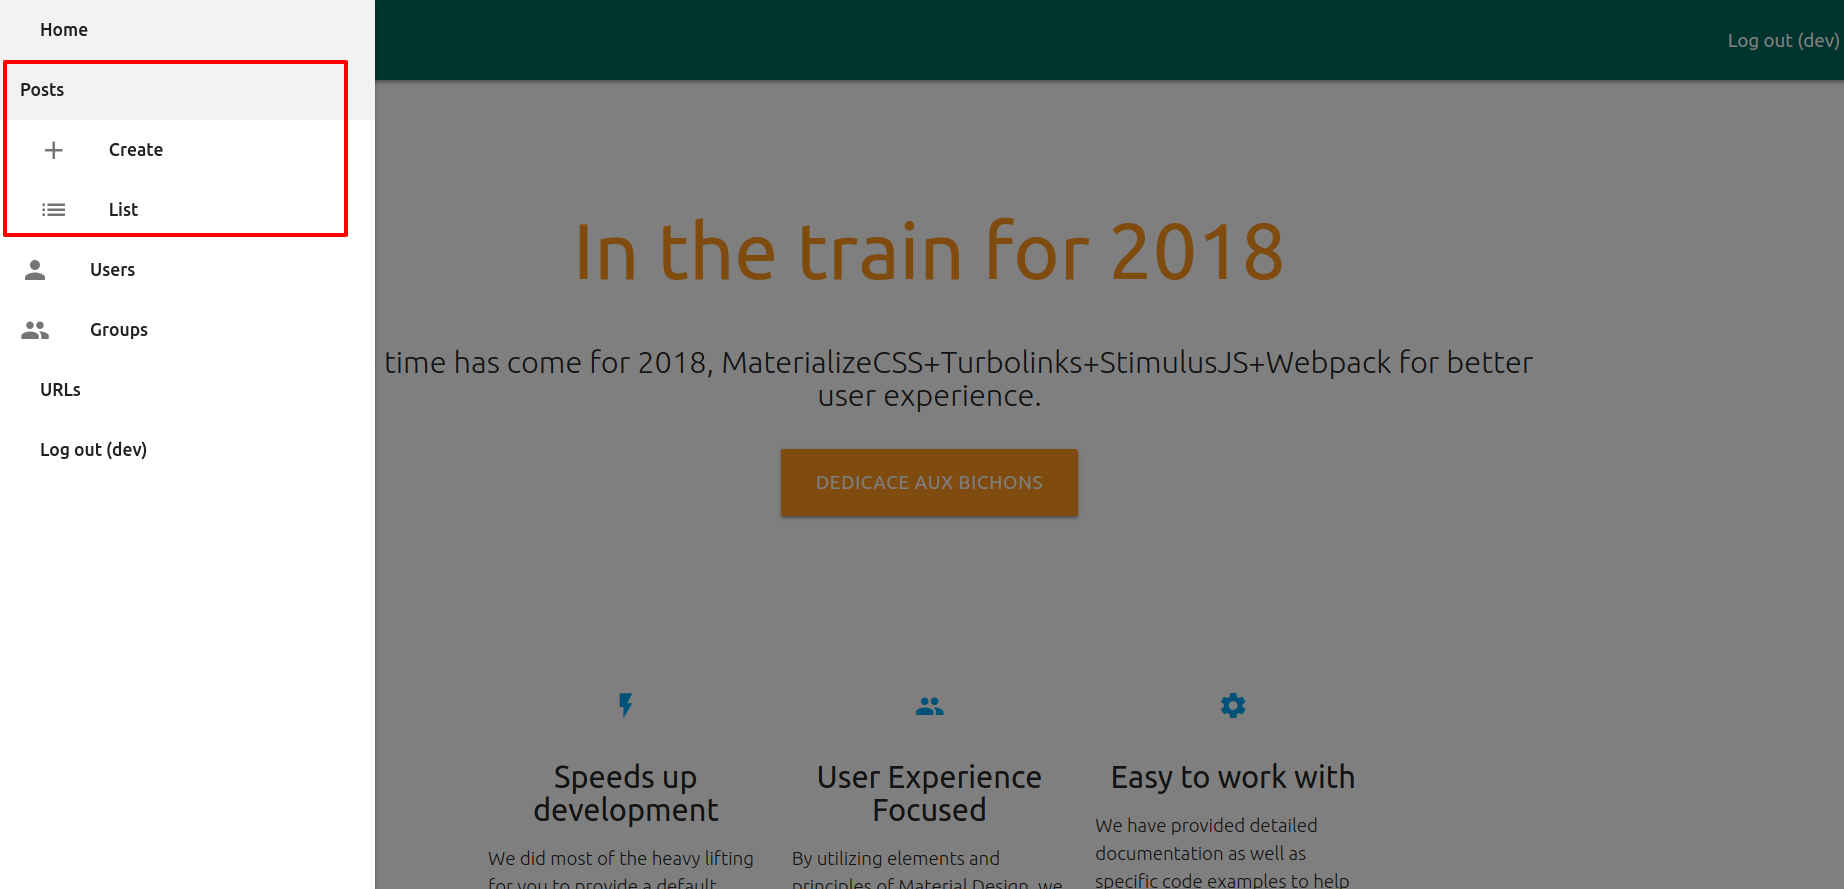 Home
Posts
Create
List
Users
Groups
URLs
Log out (dev)
Log out (dev)
In the train for 2018
time has come for 2018, MaterializeCSS+Turbolinks+StimulusJS+Webpack for better
user experience.
DEDICACE AUX BICHONS
Speeds up
development
We did most of the heavy lifting
for you to provide a default
User Experience
Focused
By utilizing elements and
principles of Material Design, we
Easy to work with
We have provided detailed
documentation as well as
specific code examples to help